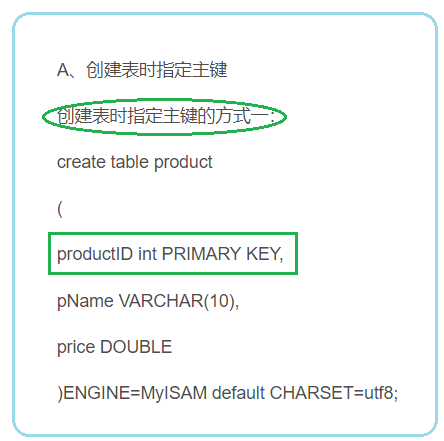 A、创建表时指定主键
创建表时指定主键的方式一：
create table product
(
productID int PRIMARY KEY,
pName VARCHAR(10),
price DOUBLE
)ENGINE=MyISAM default CHARSET=utf8;